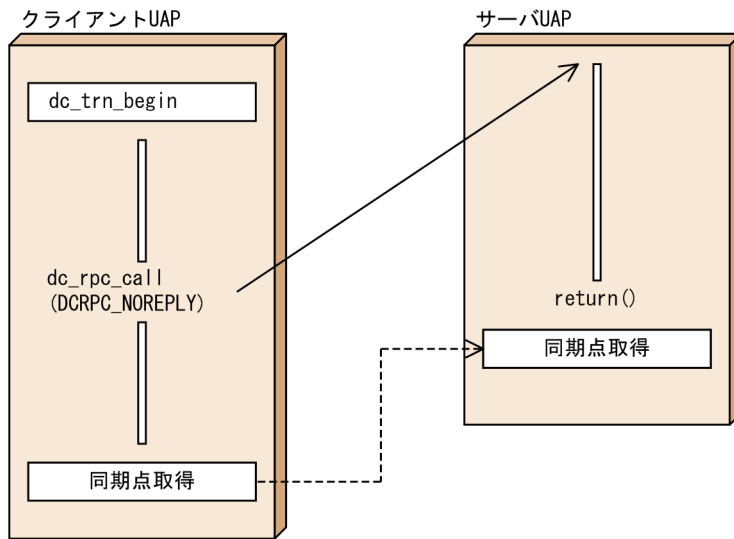 クライアントUAP
dc_trn_begin
dc_rpc_call
(DCRPC_NOREPLY)
同期点取得
サーバUAP
return()
同期点取得